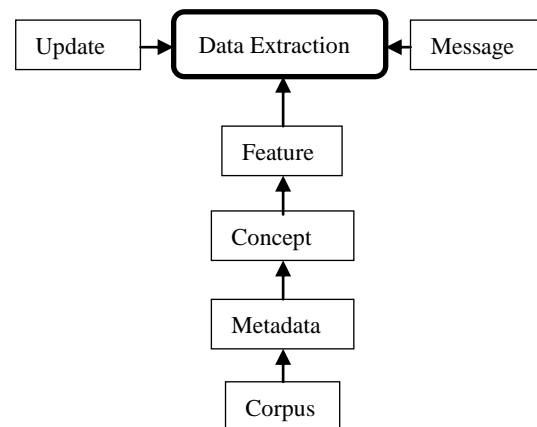 Update
Data Extraction
Message
Feature
Concept
Metadata
Corpus